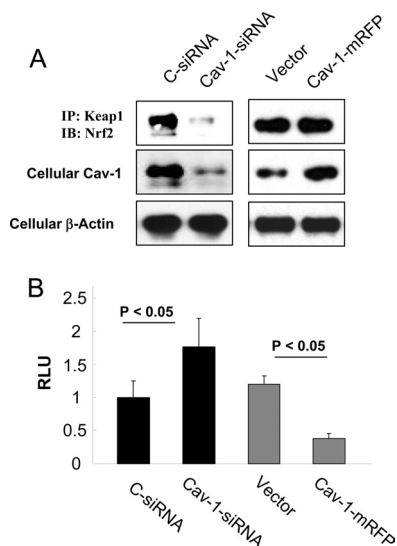 A
C-siRNA
Cav-1-siRNA
Vector
Cav-1-mRFP
IP: Keap1
IB: Nrf2
Cellular Cav-1
Cellular β-Actin
B
RLU
2.5
2
1.5
1
0.5
0
P < 0.05
P < 0.05
C-siRNA
Cav-1-siRNA
Vector
Cav-1-mRFP